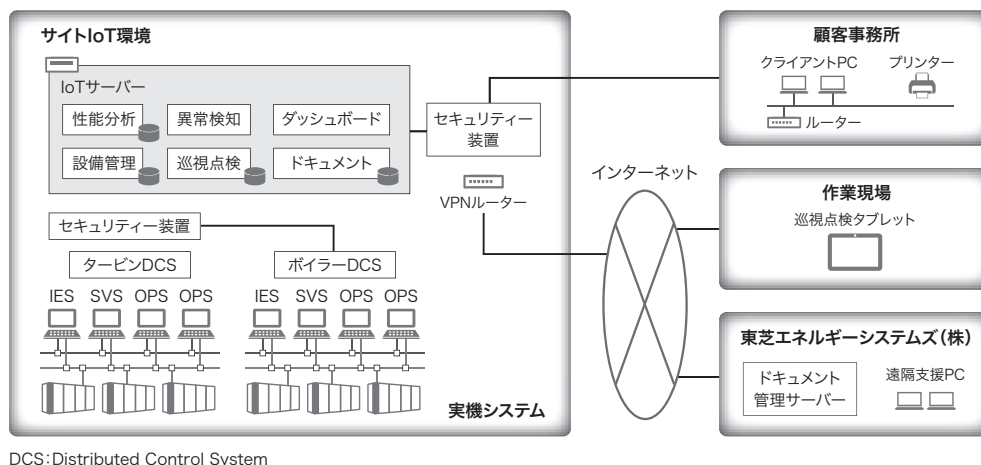 サイトIoT環境
IoTサーバー
性能分析
異常検知
ダッシュボード
設備管理
巡視点検
ドキュメント
セキュリティー
装置
VPNルーター
セキュリティー装置
タービンDCS
ボイラーDCS
IES SVS OPS OPS
IES SVS OPS OPS
実機システム
インターネット
顧客事務所
クライアントPC
プリンター
ルーター
作業現場
巡視点検タブレット
東芝エネルギーシステムズ(株)
ドキュメント
管理サーバー
遠隔支援PC
DCS:Distributed Control System